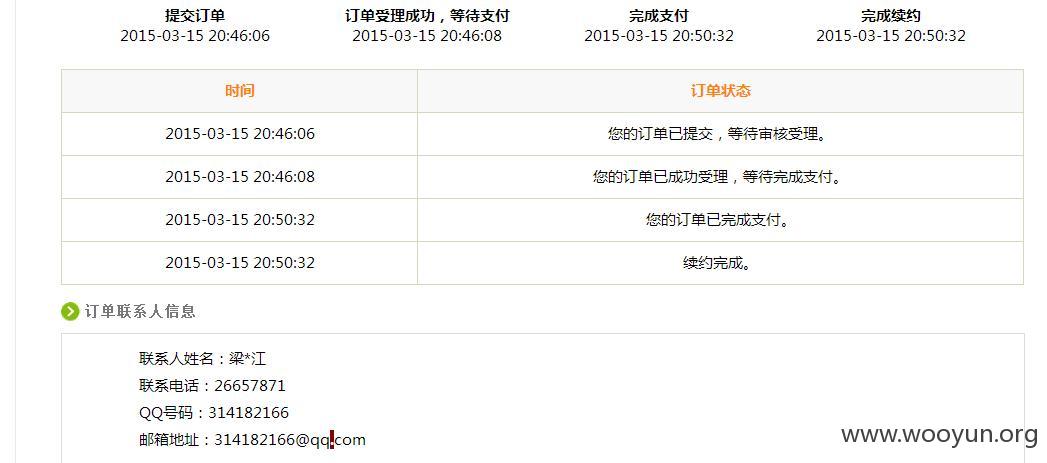 提交订单 订单受理成功，等待支付 完成支付 完成续约
2015-03-15 20:46:06 2015-03-15 20:46:08 2015-03-15 20:50:32 2015-03-15 20:50:32
时间 订单状态
2015-03-15 20:46:06 您的订单已提交，等待审核受理。
2015-03-15 20:46:08 您的订单已成功受理，等待完成支付。
2015-03-15 20:50:32 您的订单已完成支付。
2015-03-15 20:50:32 续约完成。
订单联系人信息
联系人姓名：梁*江
联系电话：26657871
QQ号码：314182166
邮箱地址：314182166@qq!com
www.wooyun.org